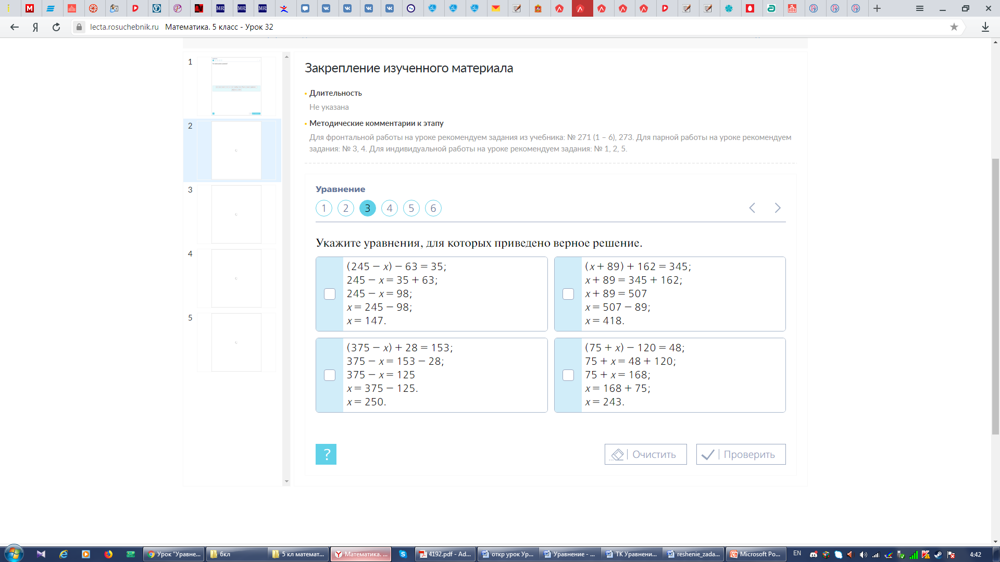 lecta.rosuchebnik.ru Математика. 5 класс - Урок 32
1
2
3
4
5
Закрепление изученного материала
Длительность
Не указана
Методические комментарии к этапу
Для фронтальной работы на уроке рекомендуем задания из учебника: № 271 (1 – 6), 273. Для парной работы на уроке рекомендуем
задания: № 3, 4. Для индивидуальной работы на уроке рекомендуем задания: № 1, 2, 5.
Уравнение
1 2 3 4 5 6
Укажите уравнения, для которых приведено верное решение.
(245 − x) − 63 = 35;
245 − x = 35 + 63;
245 − x = 98;
x = 245 − 98;
x = 147.
(x + 89) + 162 = 345;
x + 89 = 345 + 162;
x + 89 = 507
x = 507 − 89;
x = 418.
(375 − x) + 28 = 153;
375 − x = 153 − 28;
375 − x = 125
x = 375 − 125.
x = 250.
(75 + x) − 120 = 48;
75 + x = 48 + 120;
75 + x = 168;
x = 168 + 75;
x = 243.
? Очистить Проверить
Урок "Уравне... 6кл 5 кл математ... Математика. ... 4192.pdf - Ad... откр урок Ур... Уравнение - ... ТК Уравнени... reshenie_zada... Microsoft Po... EN 4:42